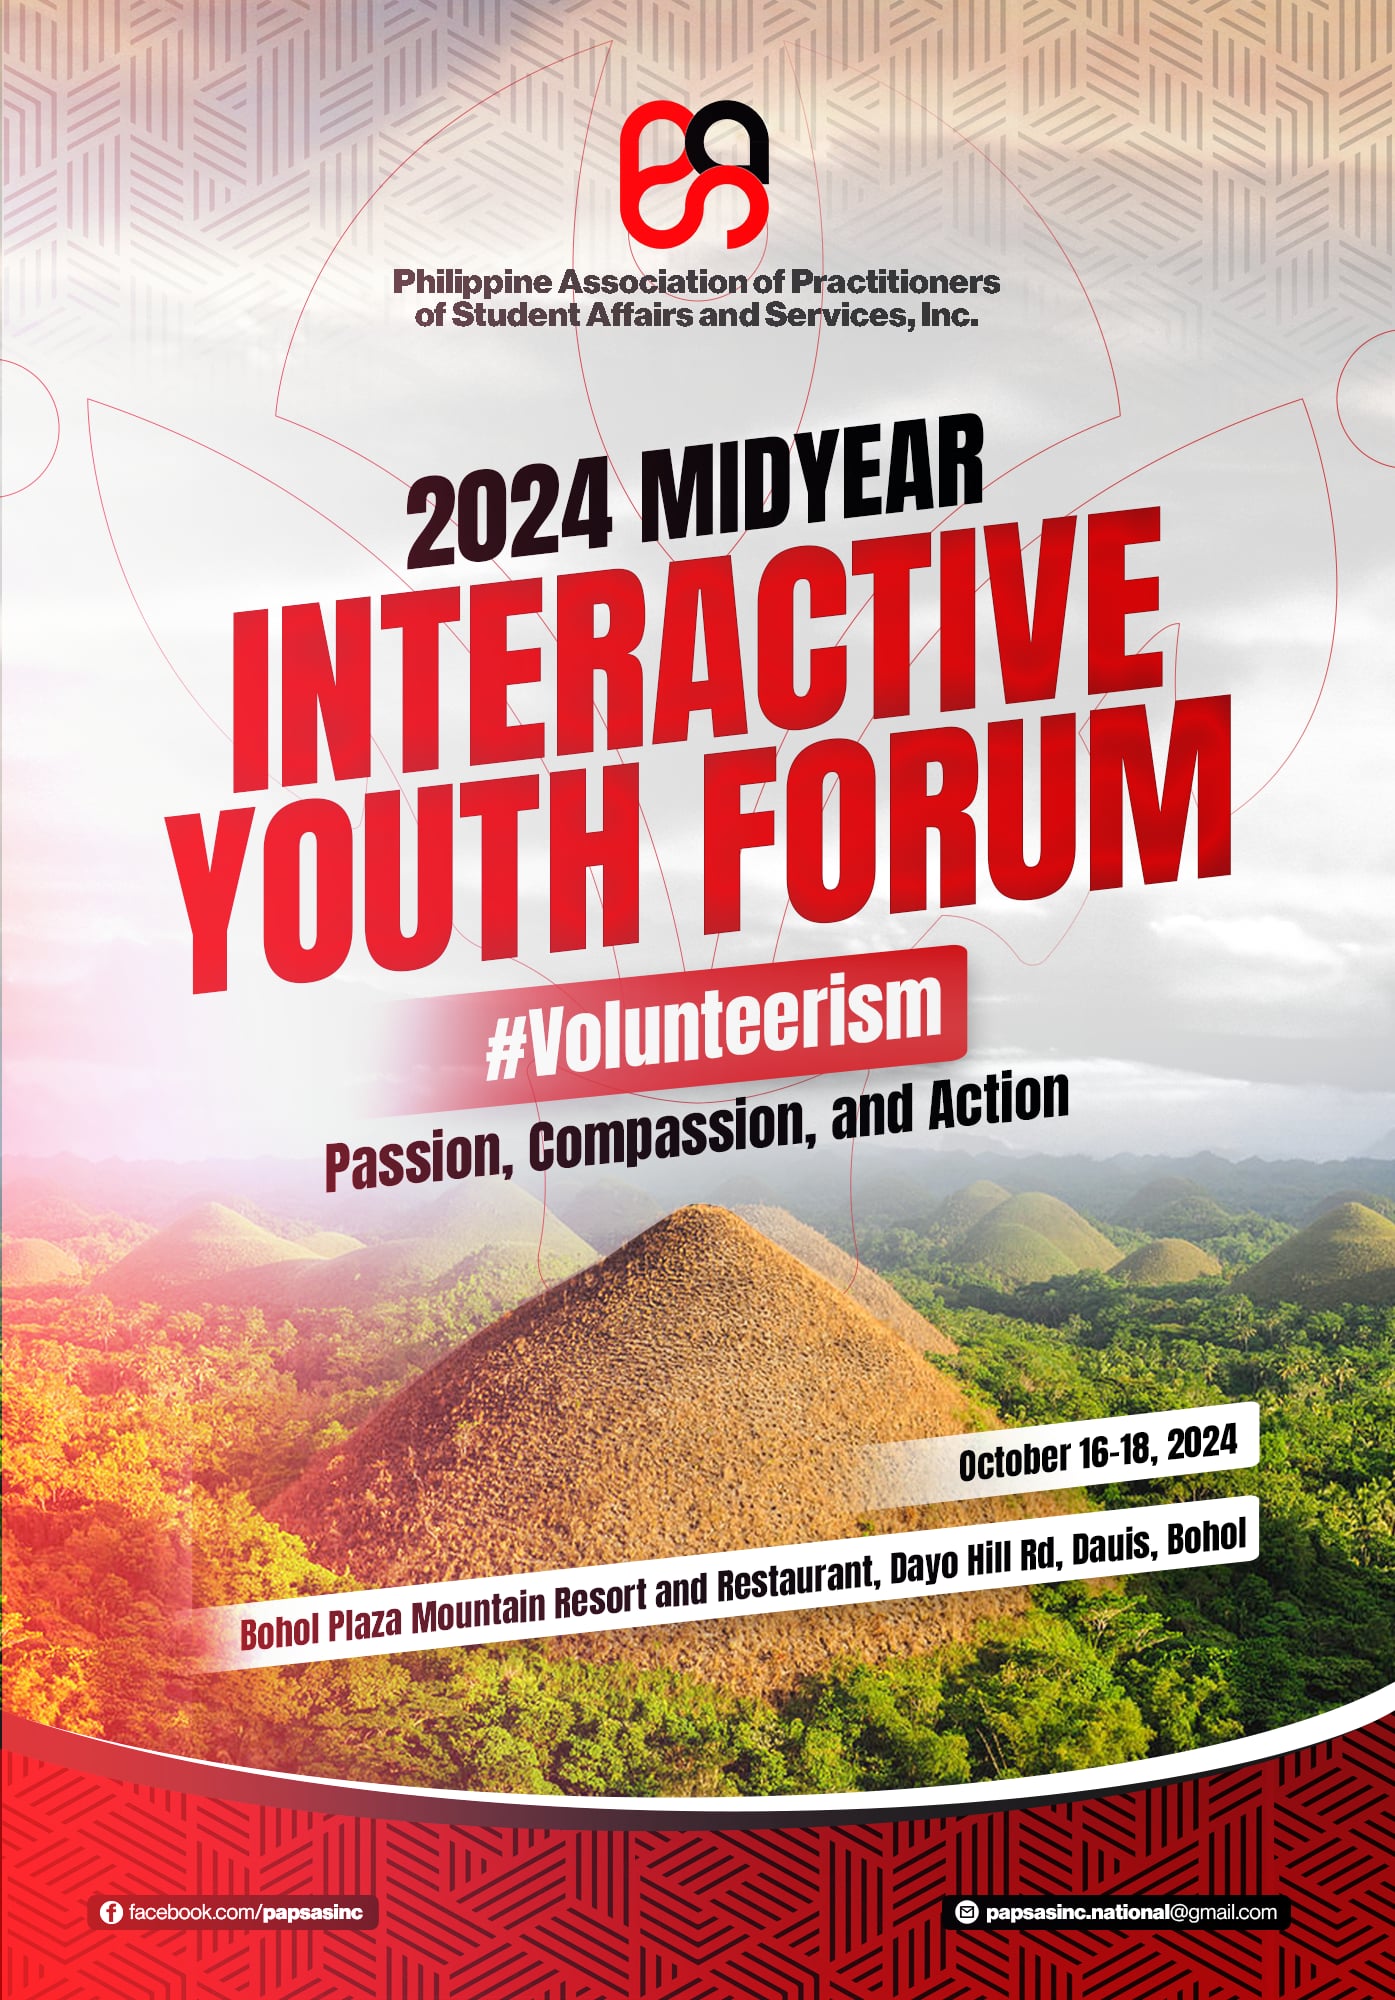 Philippine Association of Practitioners
of Student Affairs and Services, Inc.
2024 MIDYEAR
INTERACTIVE
YOUTH FORUM
#Volunteerism
Passion, Compassion, and Action
October 16-18, 2024
Bohol Plaza Mountain Resort and Restaurant, Dayo Hill Rd, Dauis, Bohol
facebook.com/papsasinc
papsasinc.national@gmail.com